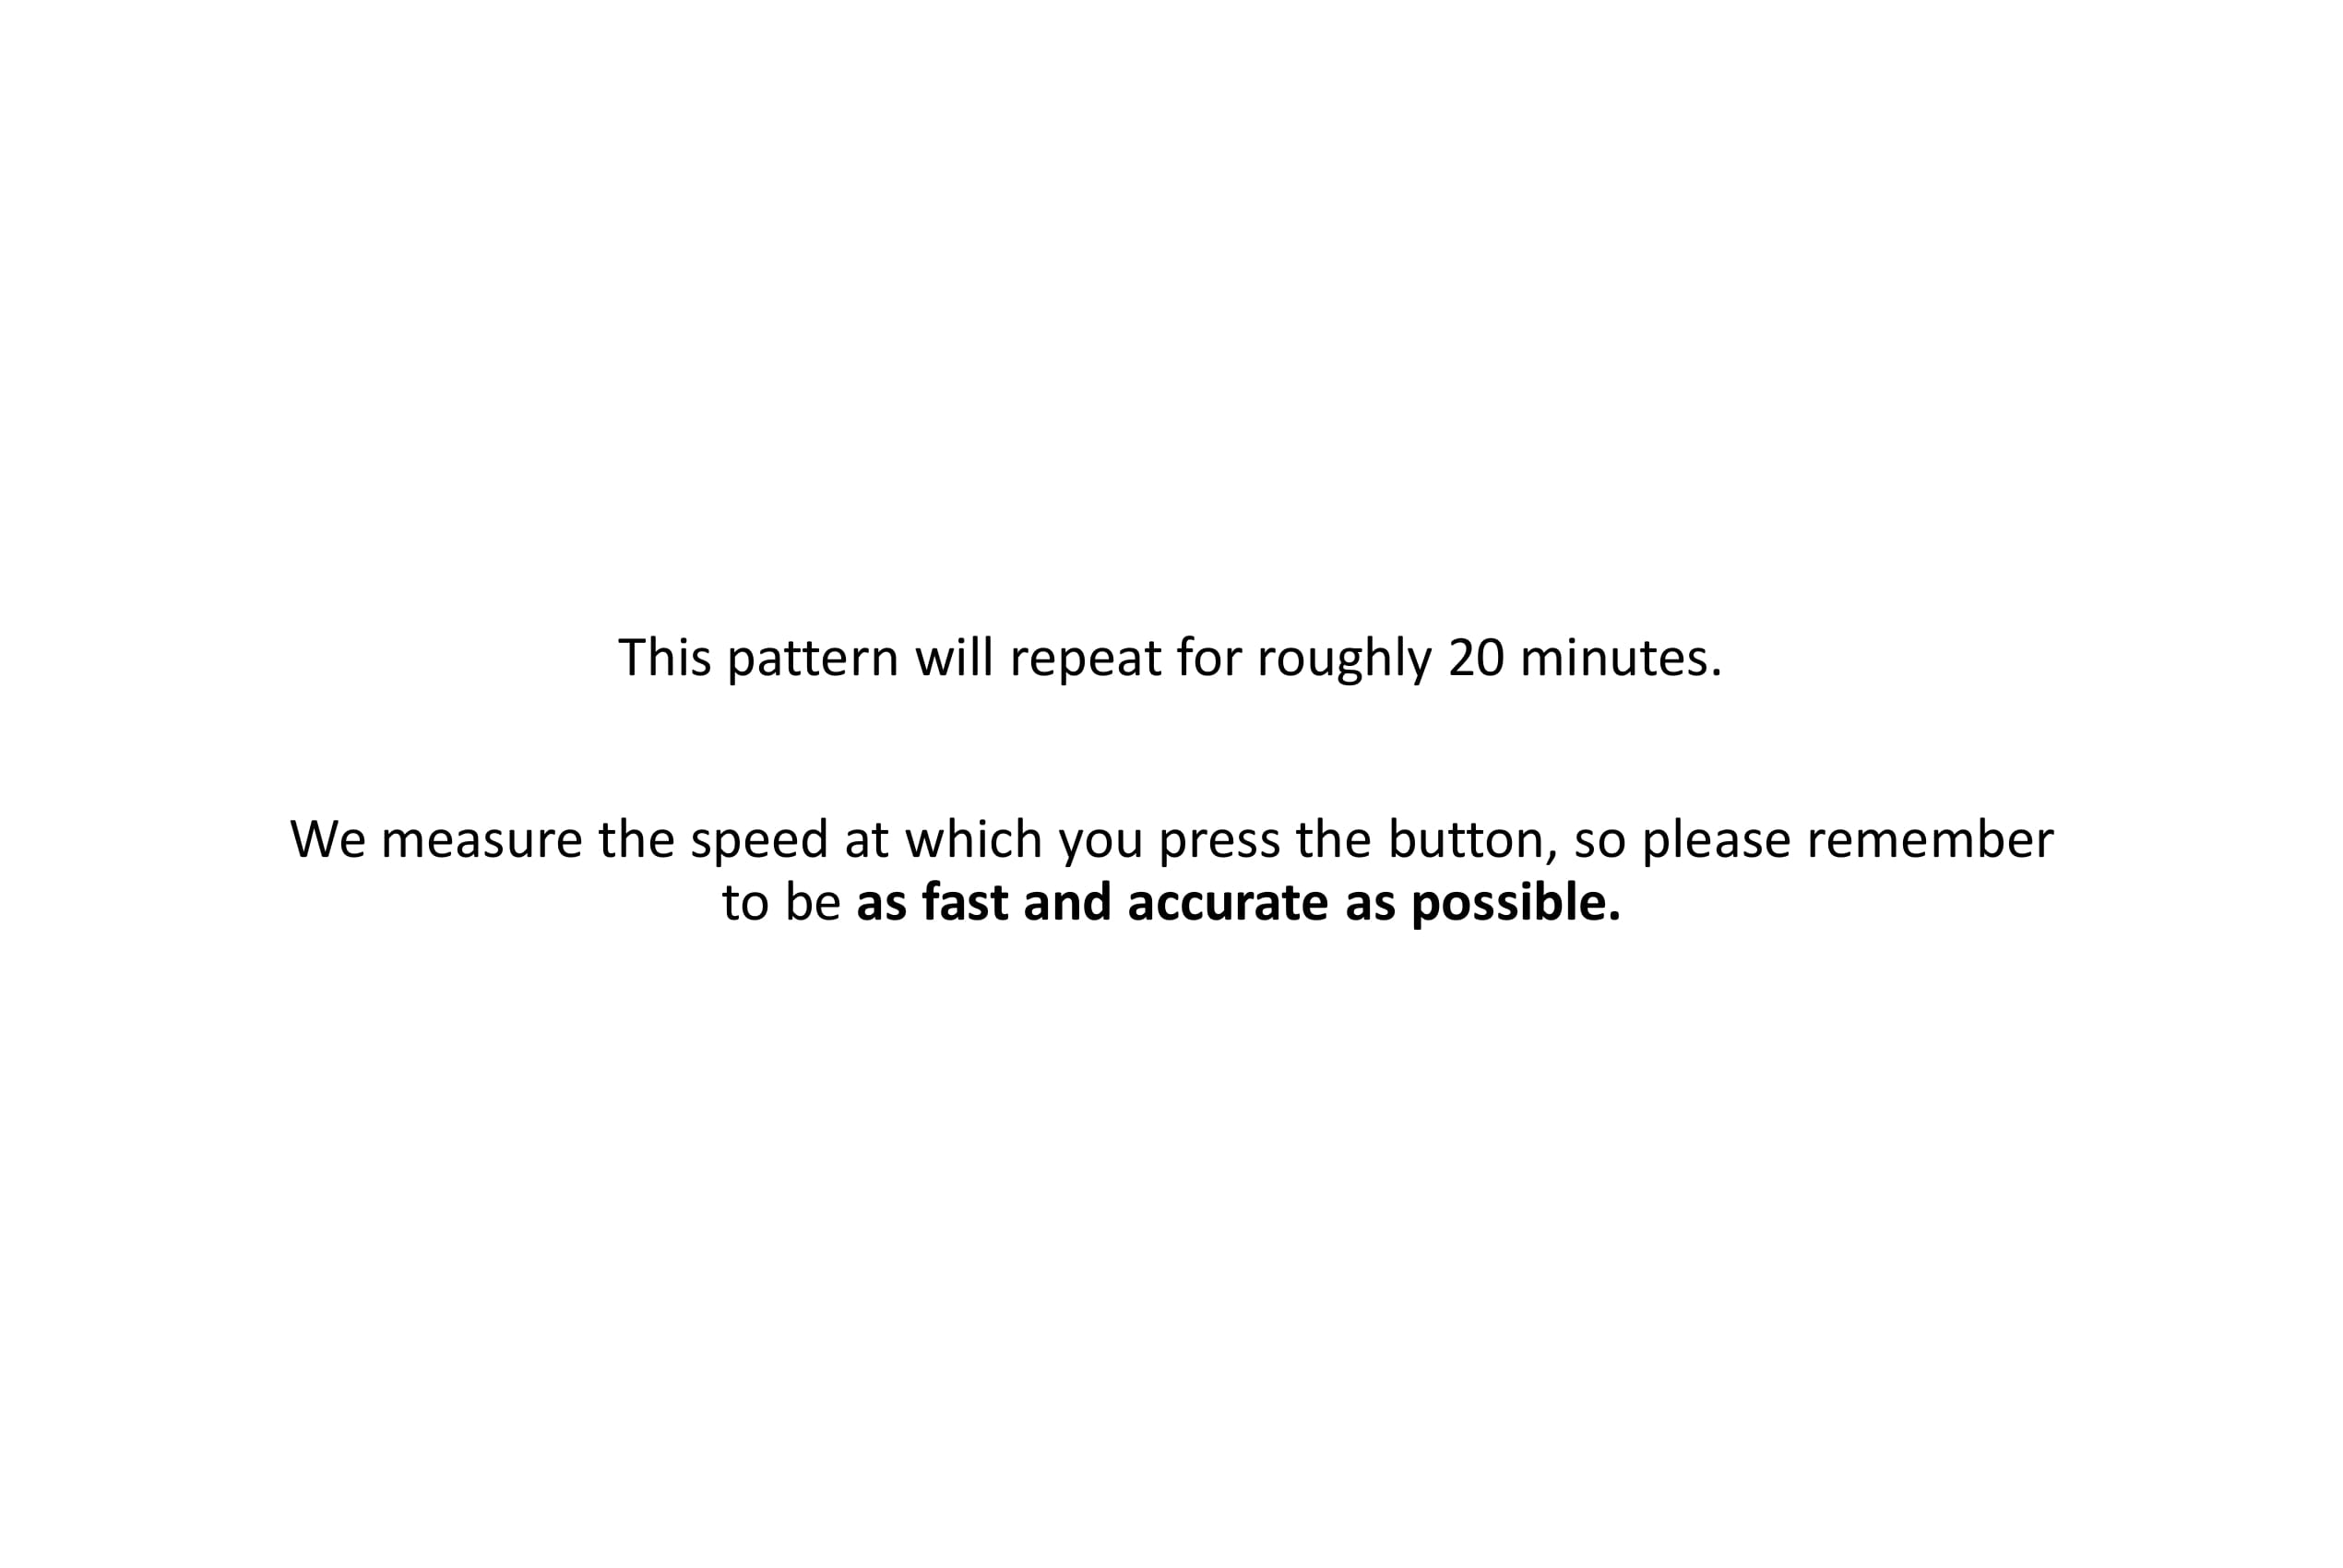 This pattern will repeat for roughly 20 minutes.
We measure the speed at which you press the button, so please remember
to be as fast and accurate as possible.